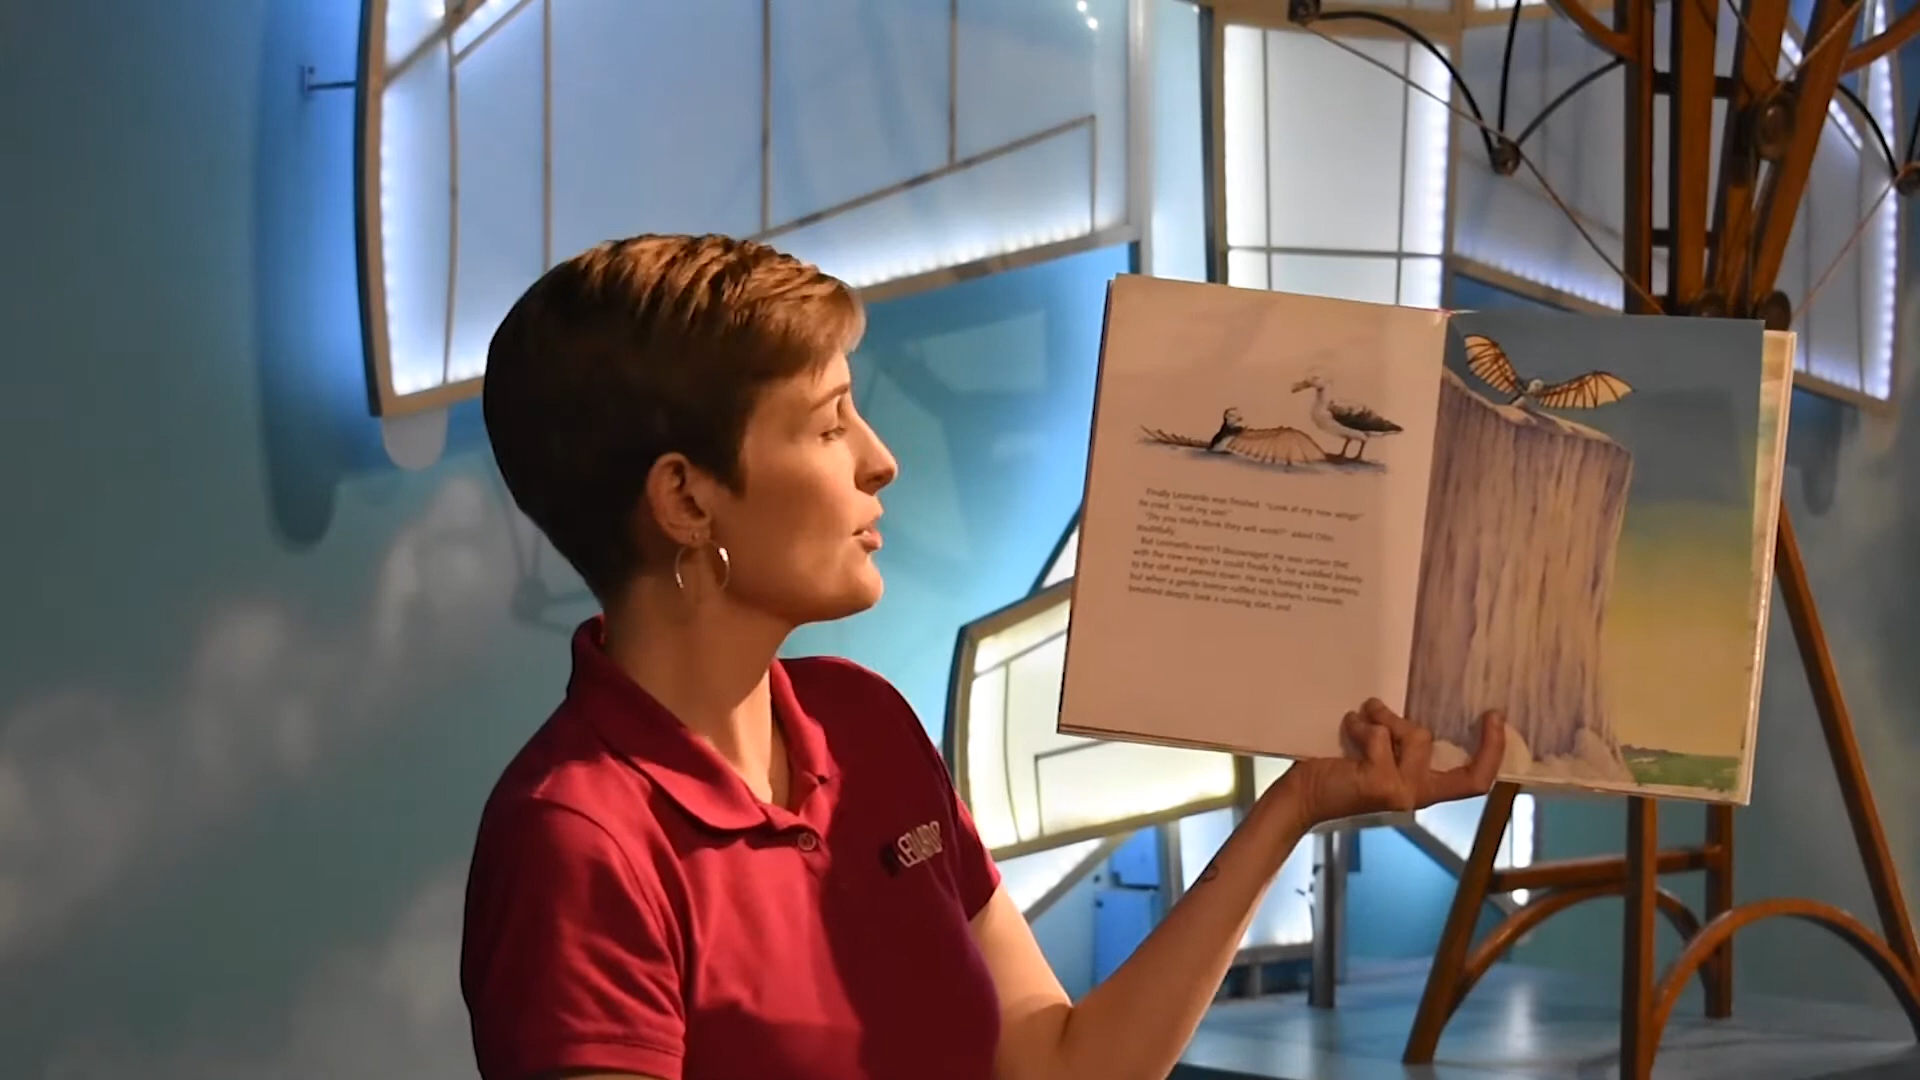 Finally Leonardo was finished. "Look at my new wings!"
he cried. "Just my size!"
"Do you really think they will work?" asked Otto,
doubtfully.
But Leonardo wasn't discouraged. He was certain that
with the new wings he could finally fly. He waddled bravely
to the cliff and peered down. He was feeling a little
but when a gentle breeze ruffled his feathers, Leonardo
breathed deeply, took a running start, and